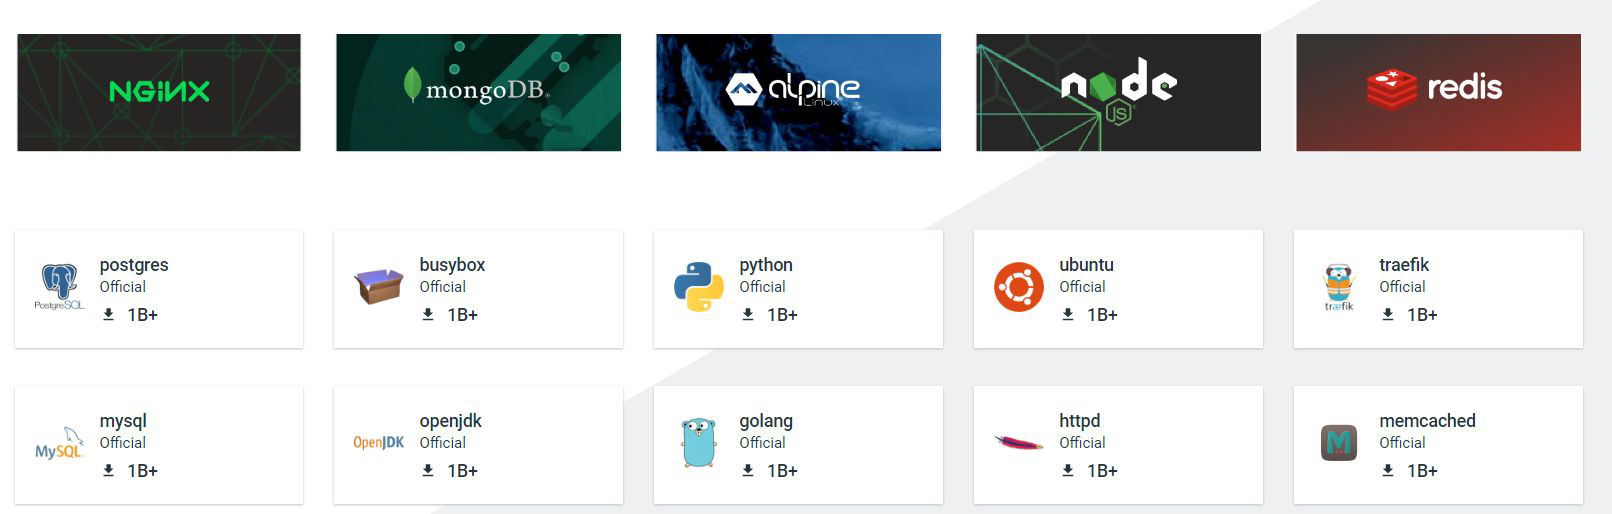 NGINX
mongoDB
alpine
Linux
node
JS
redis
postgres
Official
1B+
PostgreSQL
busybox
Official
1B+
python
Official
1B+
ubuntu
Official
1B+
traefik
Official
1B+
træfik
mysql
Official
1B+
MySQL
openjdk
Official
1B+
OpenJDK
golang
Official
1B+
httpd
Official
1B+
memcached
Official
1B+
M